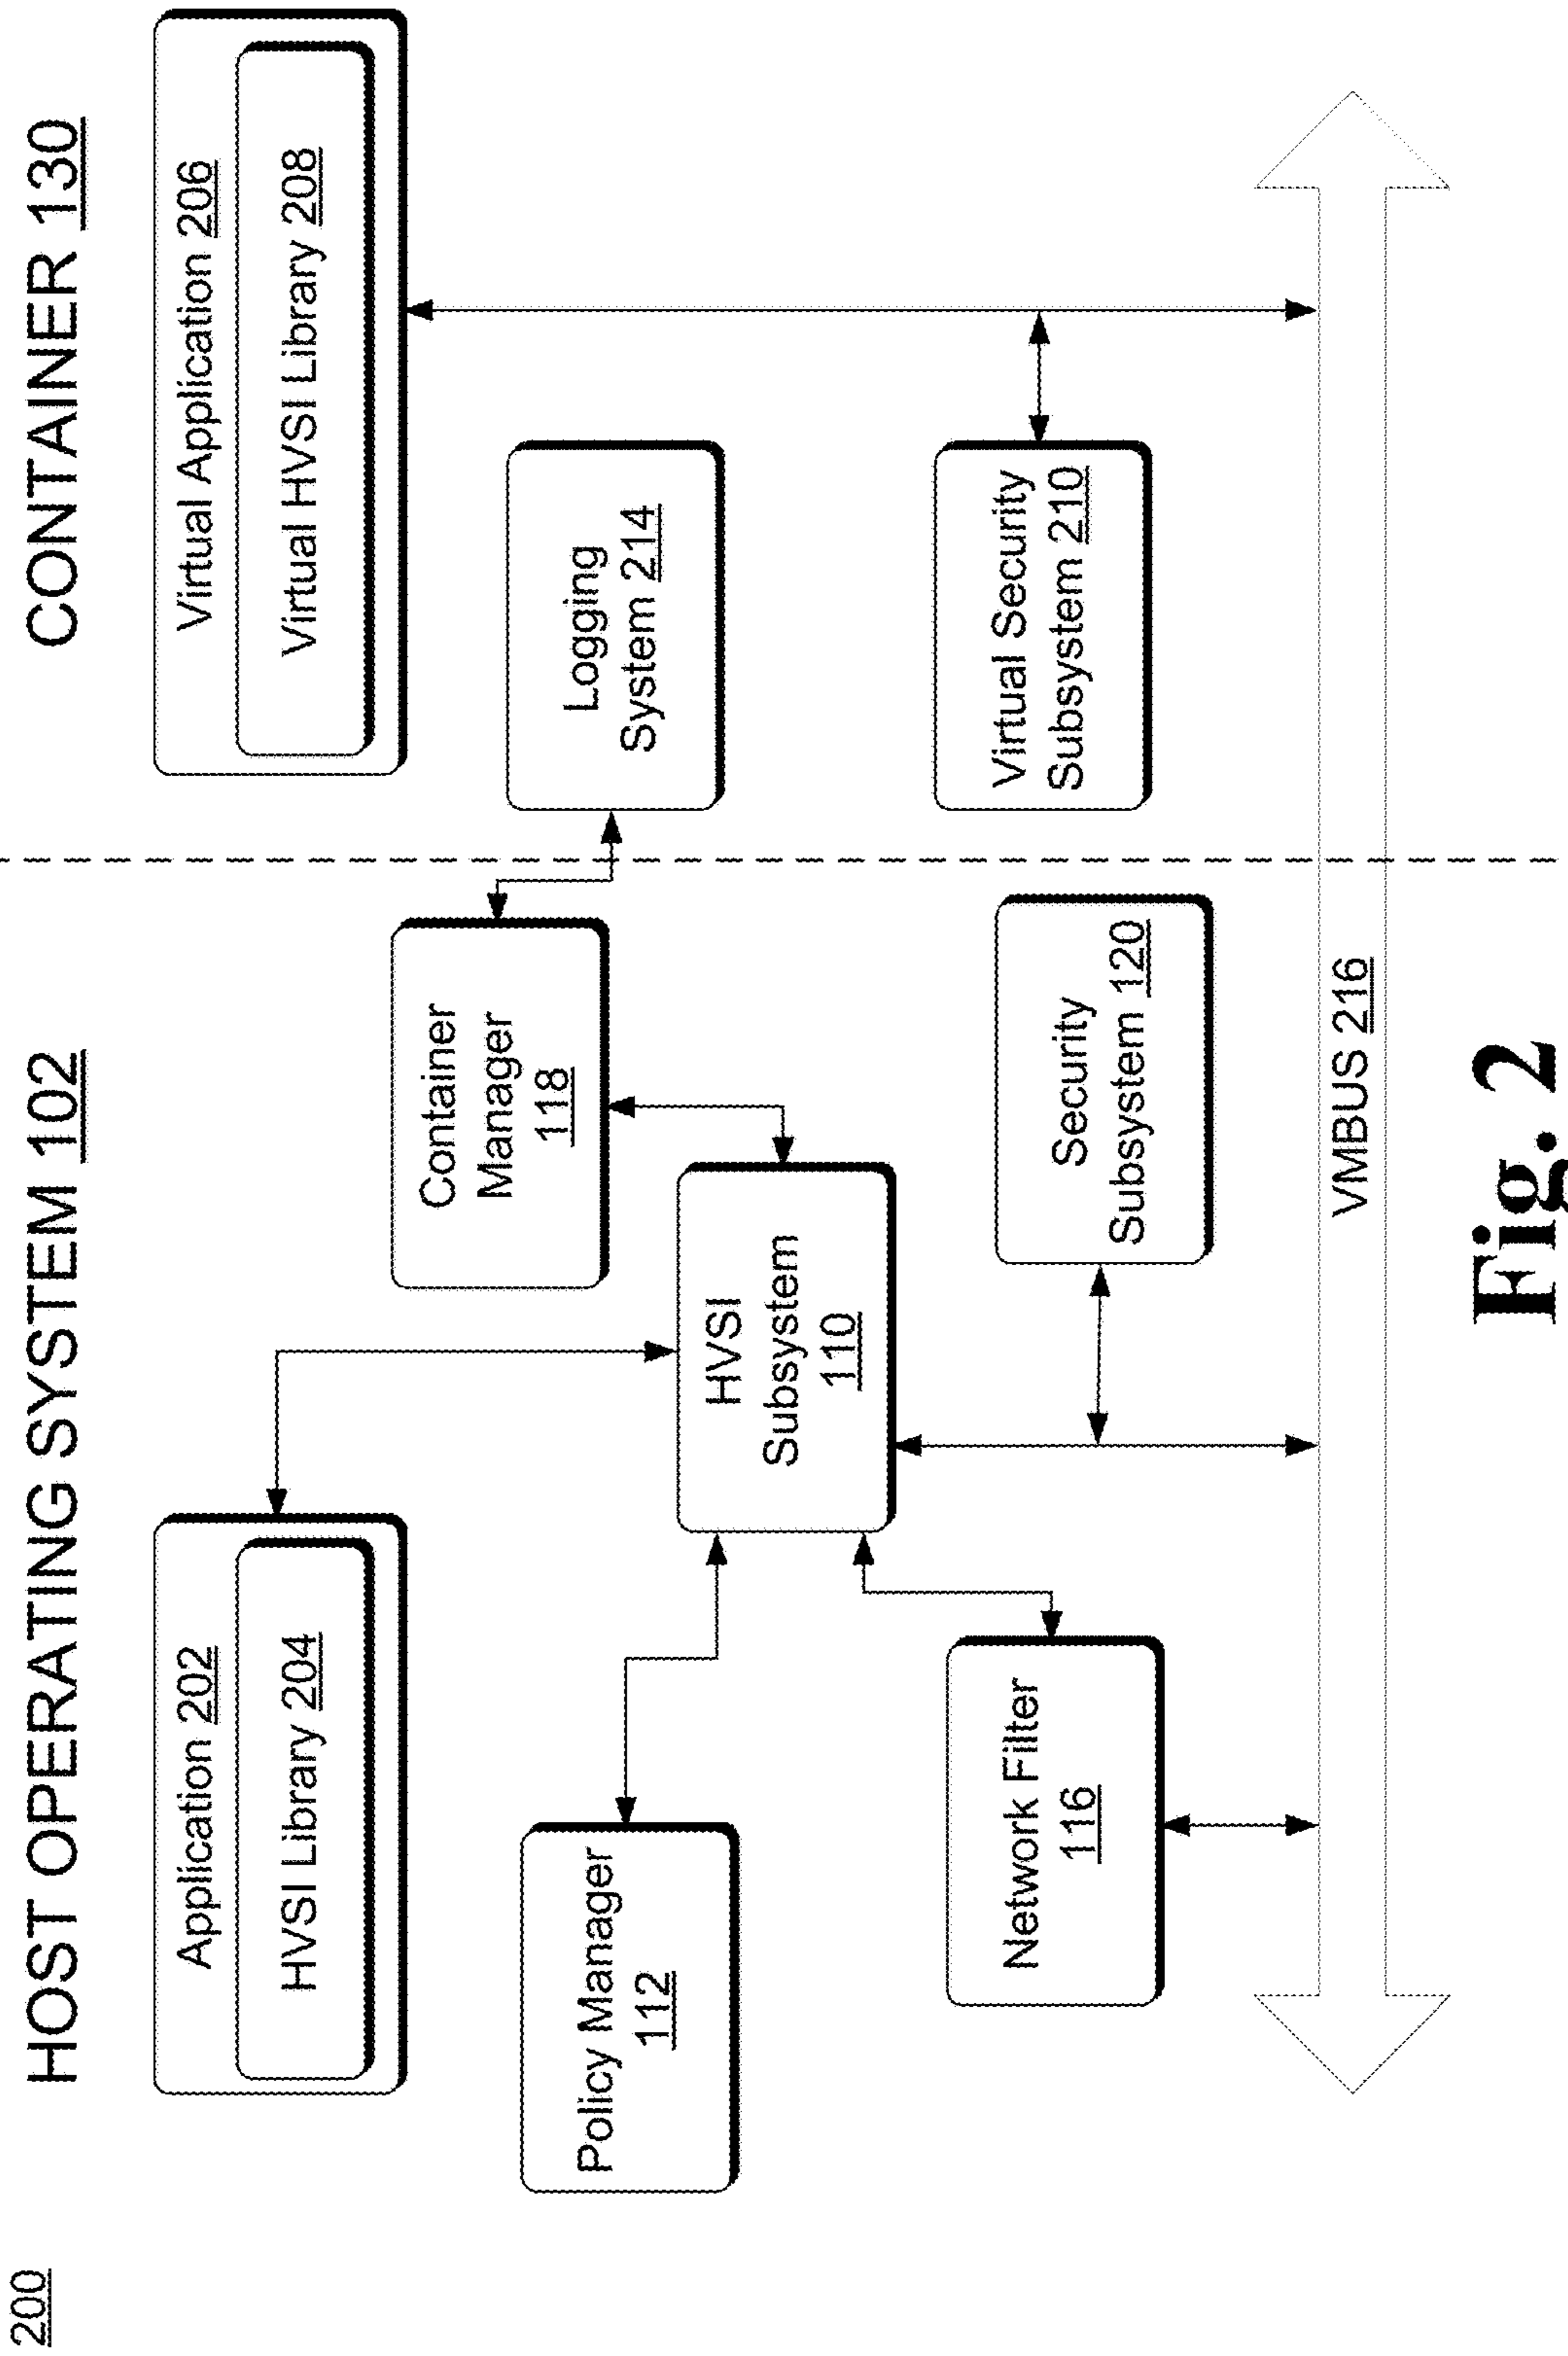 200
HOST OPERATING SYSTEM 102
CONTAINER 130
Application 202
HVSI Library 204
Virtual Application 206
Virtual HVSI Library 208
Container
Manager
118
Logging
System 214
Policy Manager
112
HVSI
Subsystem
110
Network Filter
116
Security
Subsystem 120
Virtual Security
Subsystem 210
VMBUS 216
Fig. 2